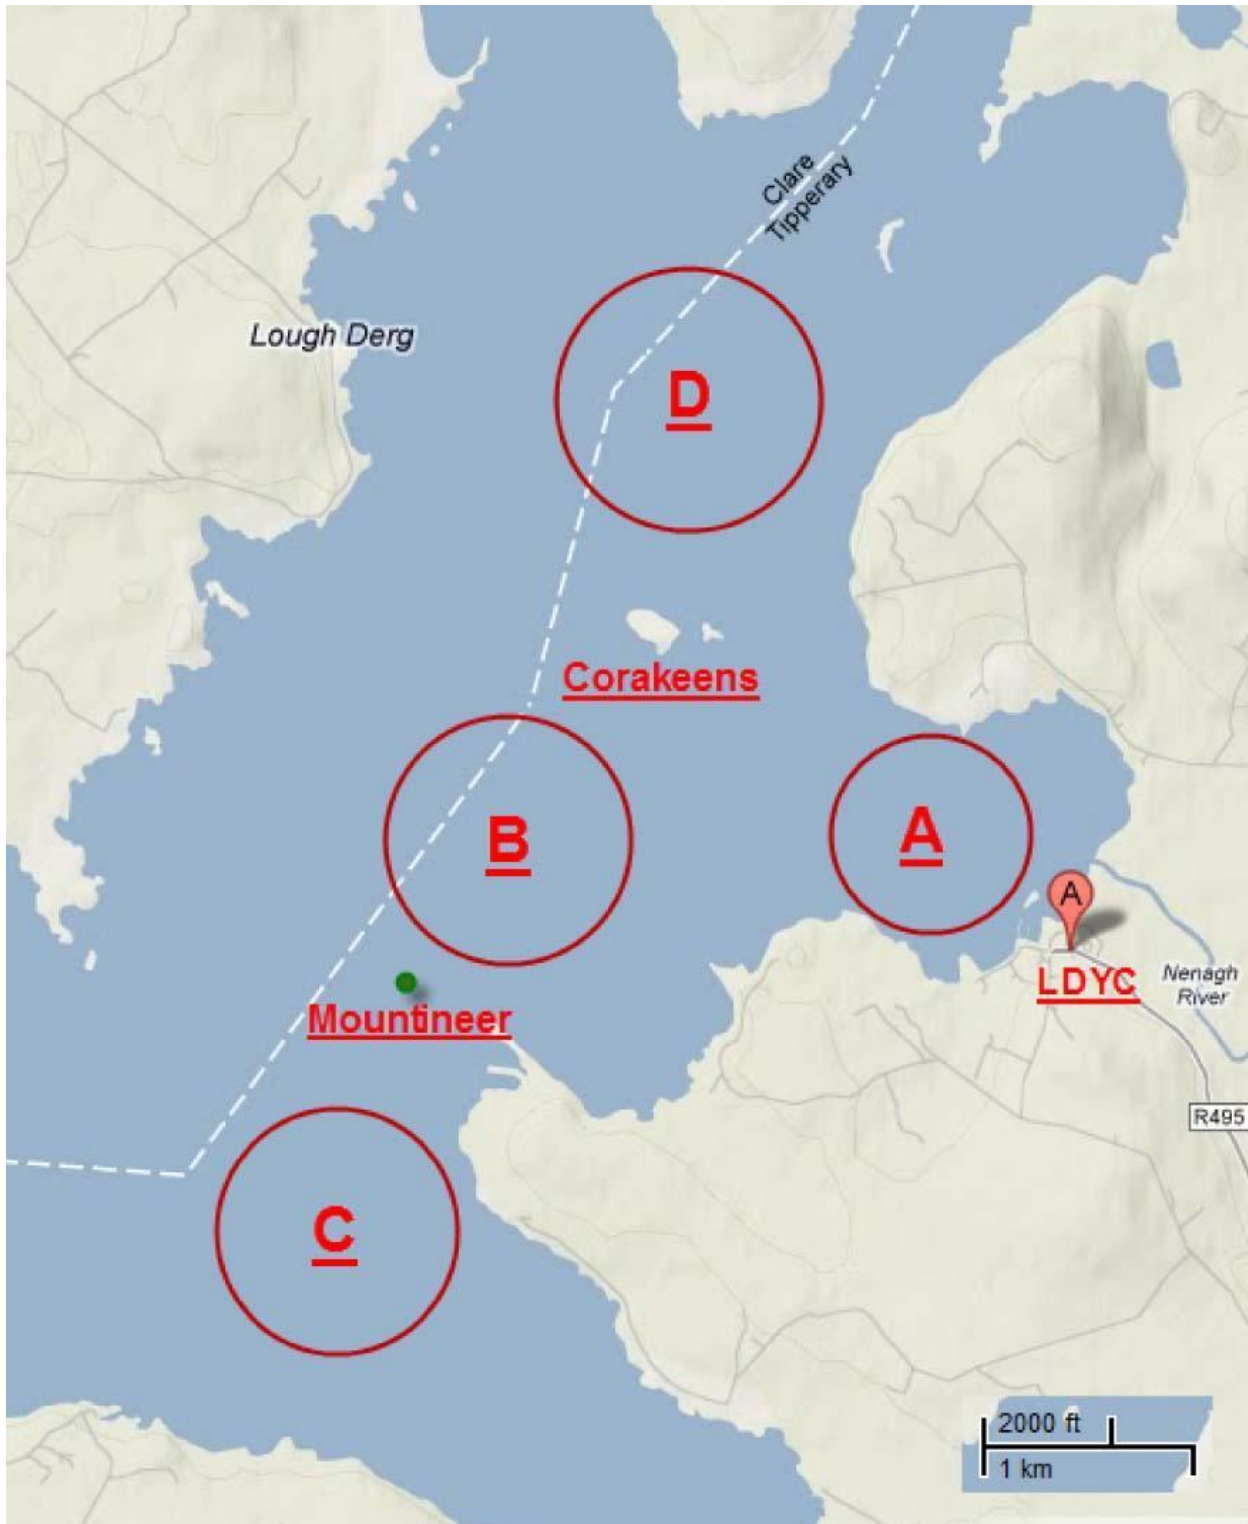 Clare
Tipperary
Lough Derg
D
Corakeens
B
A
A
LDYC
Nenagh
River
Mountineer
R495
C
2000 ft
1 km